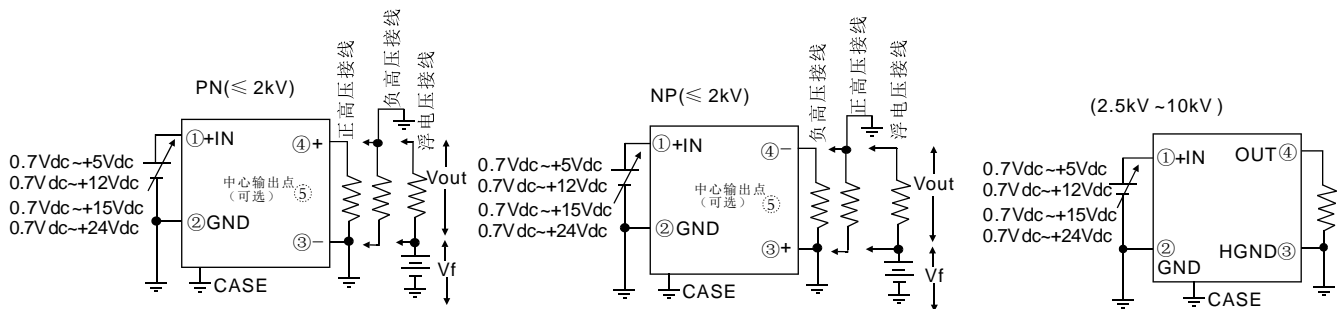 PN(≤ 2kV)
正高压接线
负高压接线
浮电压接线
①+IN
④+
0.7Vdc~+5Vdc
0.7Vdc~+12Vdc
0.7Vdc~+15Vdc
0.7Vdc~+24Vdc
中心输出点
（可选）⑤
②GND
③−
CASE
Vout
Vf
NP(≤ 2kV)
负高压接线
正高压接线
浮电压接线
①+IN
④−
0.7Vdc~+5Vdc
0.7Vdc~+12Vdc
0.7Vdc~+15Vdc
0.7Vdc~+24Vdc
中心输出点
（可选）⑤
②GND
③+
CASE
Vout
Vf
(2.5kV ~10kV )
①+IN
OUT④
0.7Vdc~+5Vdc
0.7Vdc~+12Vdc
0.7Vdc~+15Vdc
0.7Vdc~+24Vdc
②
GND
HGND③
CASE